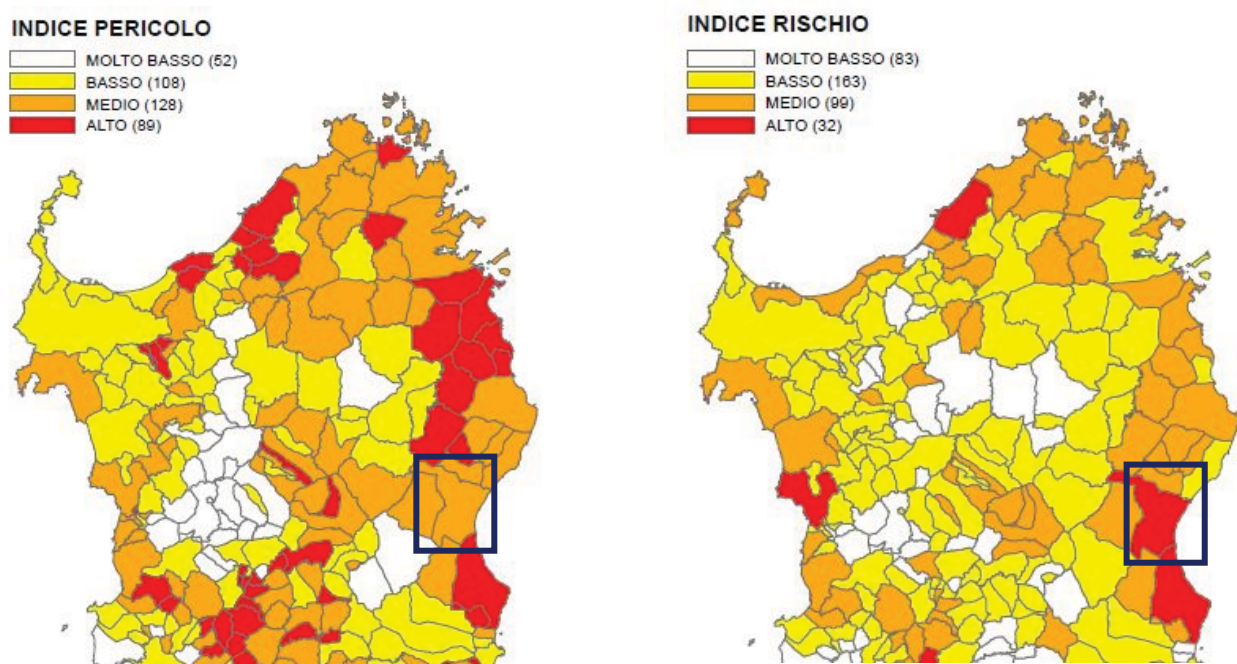 INDICE PERICOLO
MOLTO BASSO (52)
BASSO (108)
MEDIO (128)
ALTO (89)
INDICE RISCHIO
MOLTO BASSO (83)
BASSO (163)
MEDIO (99)
ALTO (32)